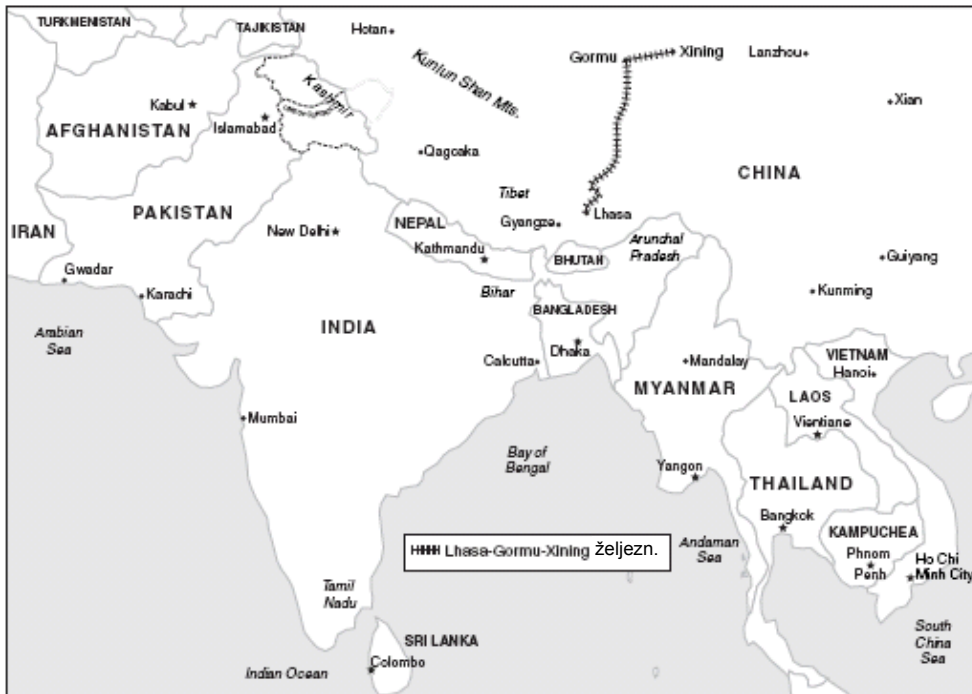 TURKMENISTAN
TAJIKISTAN
Hotan
Gormu
Xining
Lanzhou
Kunlun Shan Mts.
Kashmir
Kabul
Xian
Islamabad
AFGHANISTAN
Qagcaka
CHINA
Tibet
PAKISTAN
NEPAL
Lhasa
IRAN
New Delhi
Gyangze
Arunchal
Pradesh
Kathmandu
BHUTAN
Guiyang
Gwadar
Karachi
Bihar
Kunming
BANGLADESH
Arabian
Sea
INDIA
Dhaka
VIETNAM
Calcutta
Mandalay
Hanoi
MYANMAR
LAOS
Mumbai
Vientiane
Bay of
Bengal
Yangon
THAILAND
Bangkok
KAMPUCHEA
Lhasa-Gormu-Xining željezn.
Andaman
Sea
Phnom
Penh
Ho Chi
Minh City
Tamil
Nadu
SRI LANKA
South
China
Sea
Indian Ocean
Colombo